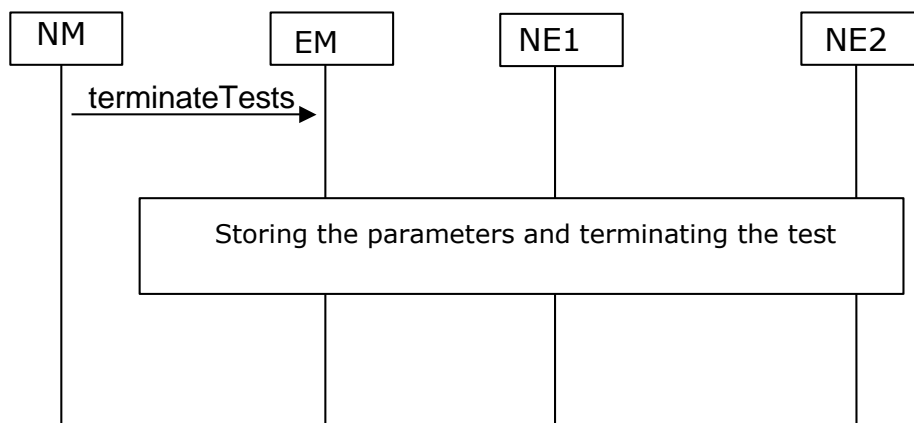 NM
EM
NE1
NE2
terminateTests
Storing the parameters and terminating the test